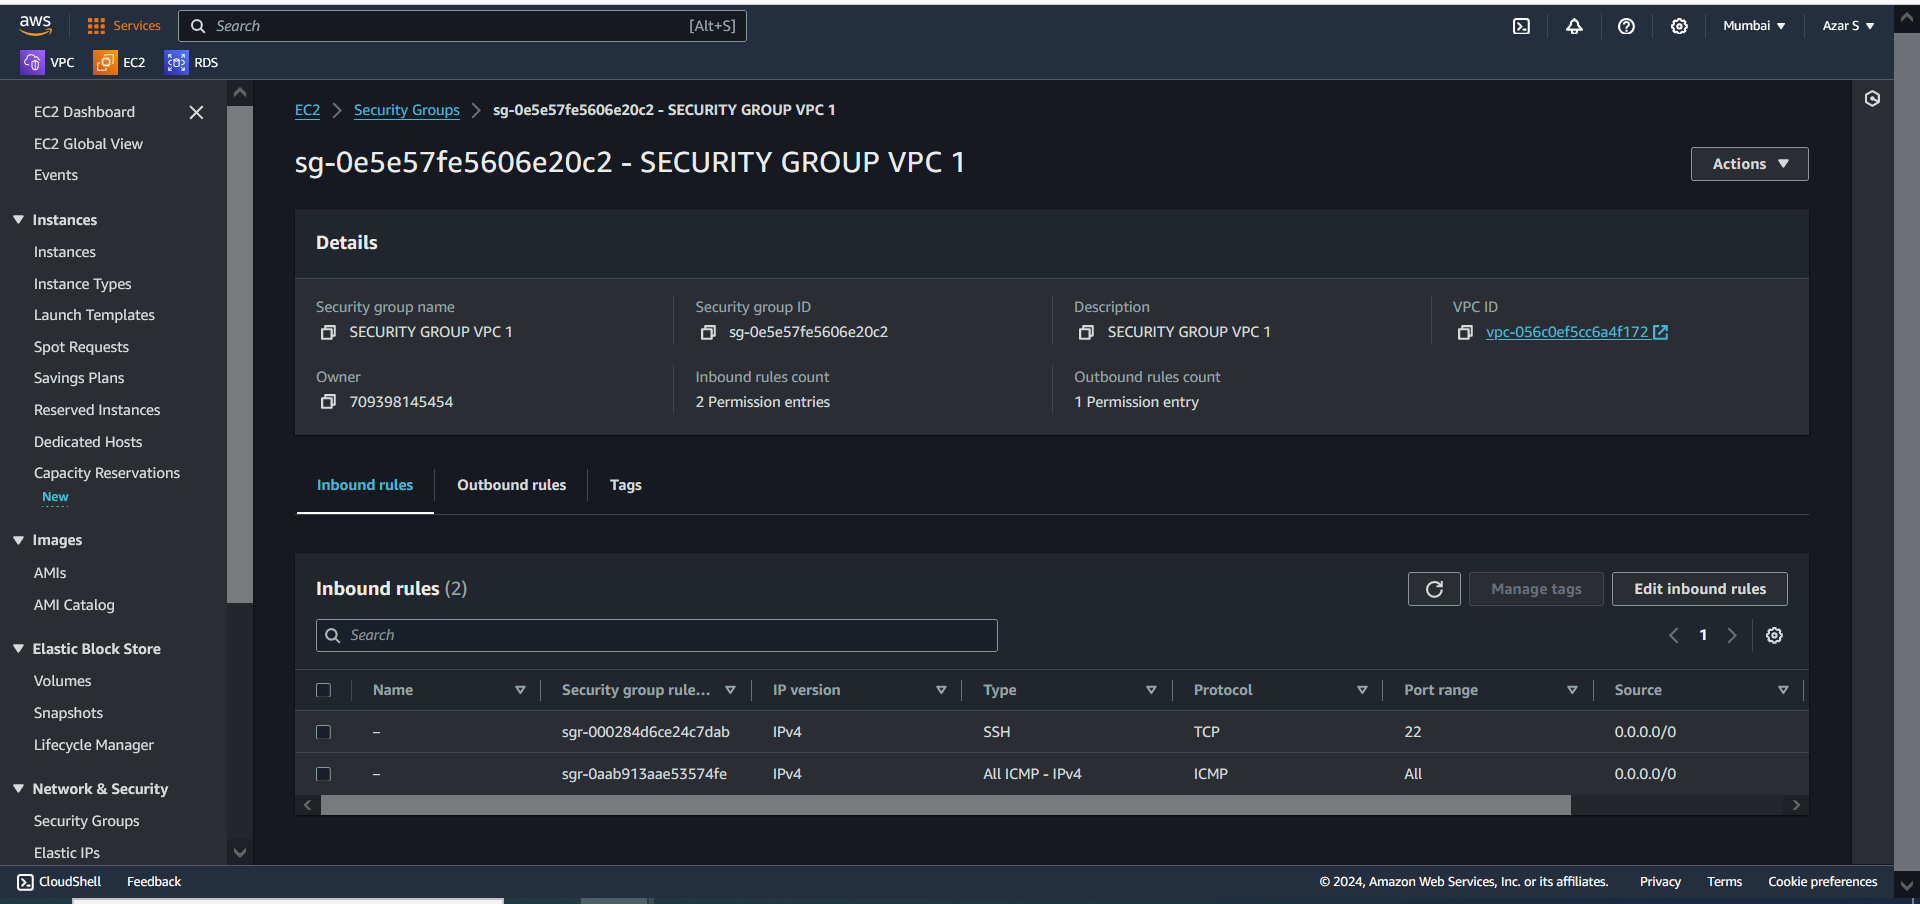 aws
Services
Search
[Alt+S]
Mumbai
Azar S
VPC
EC2
RDS
EC2 Dashboard
EC2 Global View
Events
Instances
Instances
Instance Types
Launch Templates
Spot Requests
Savings Plans
Reserved Instances
Dedicated Hosts
Capacity Reservations
New
Images
AMIs
AMI Catalog
Elastic Block Store
Volumes
Snapshots
Lifecycle Manager
Network & Security
Security Groups
Elastic IPs
EC2 > Security Groups > sg-0e5e57fe5606e20c2 - SECURITY GROUP VPC 1
sg-0e5e57fe5606e20c2 - SECURITY GROUP VPC 1
Actions
Details
Security group name
SECURITY GROUP VPC 1
Security group ID
sg-0e5e57fe5606e20c2
Description
SECURITY GROUP VPC 1
VPC ID
vpc-056c0ef5cc6a4f172
Owner
709398145454
Inbound rules count
2 Permission entries
Outbound rules count
1 Permission entry
Inbound rules
Outbound rules
Tags
Inbound rules (2)
Manage tags
Edit inbound rules
Search
1
Name
Security group rule...
IP version
Type
Protocol
Port range
Source
– sgr-000284d6ce24c7dab IPv4 SSH TCP 22 0.0.0.0/0
– sgr-0aab913aae53574fe IPv4 All ICMP - IPv4 ICMP All 0.0.0.0/0
CloudShell
Feedback
© 2024, Amazon Web Services, Inc. or its affiliates.
Privacy
Terms
Cookie preferences